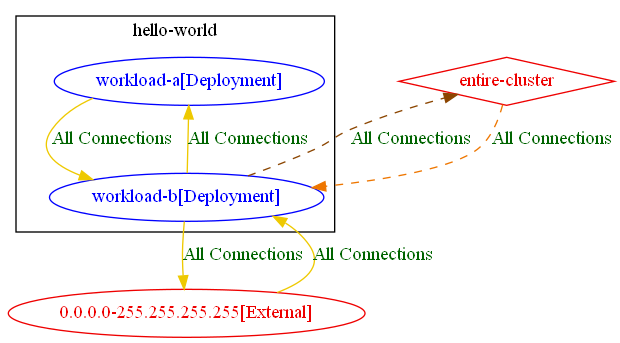 hello-world
workload-a[Deployment]
entire-cluster
All Connections
All Connections
All Connections
All Connections
workload-b[Deployment]
All Connections
All Connections
0.0.0.0-255.255.255.255[External]